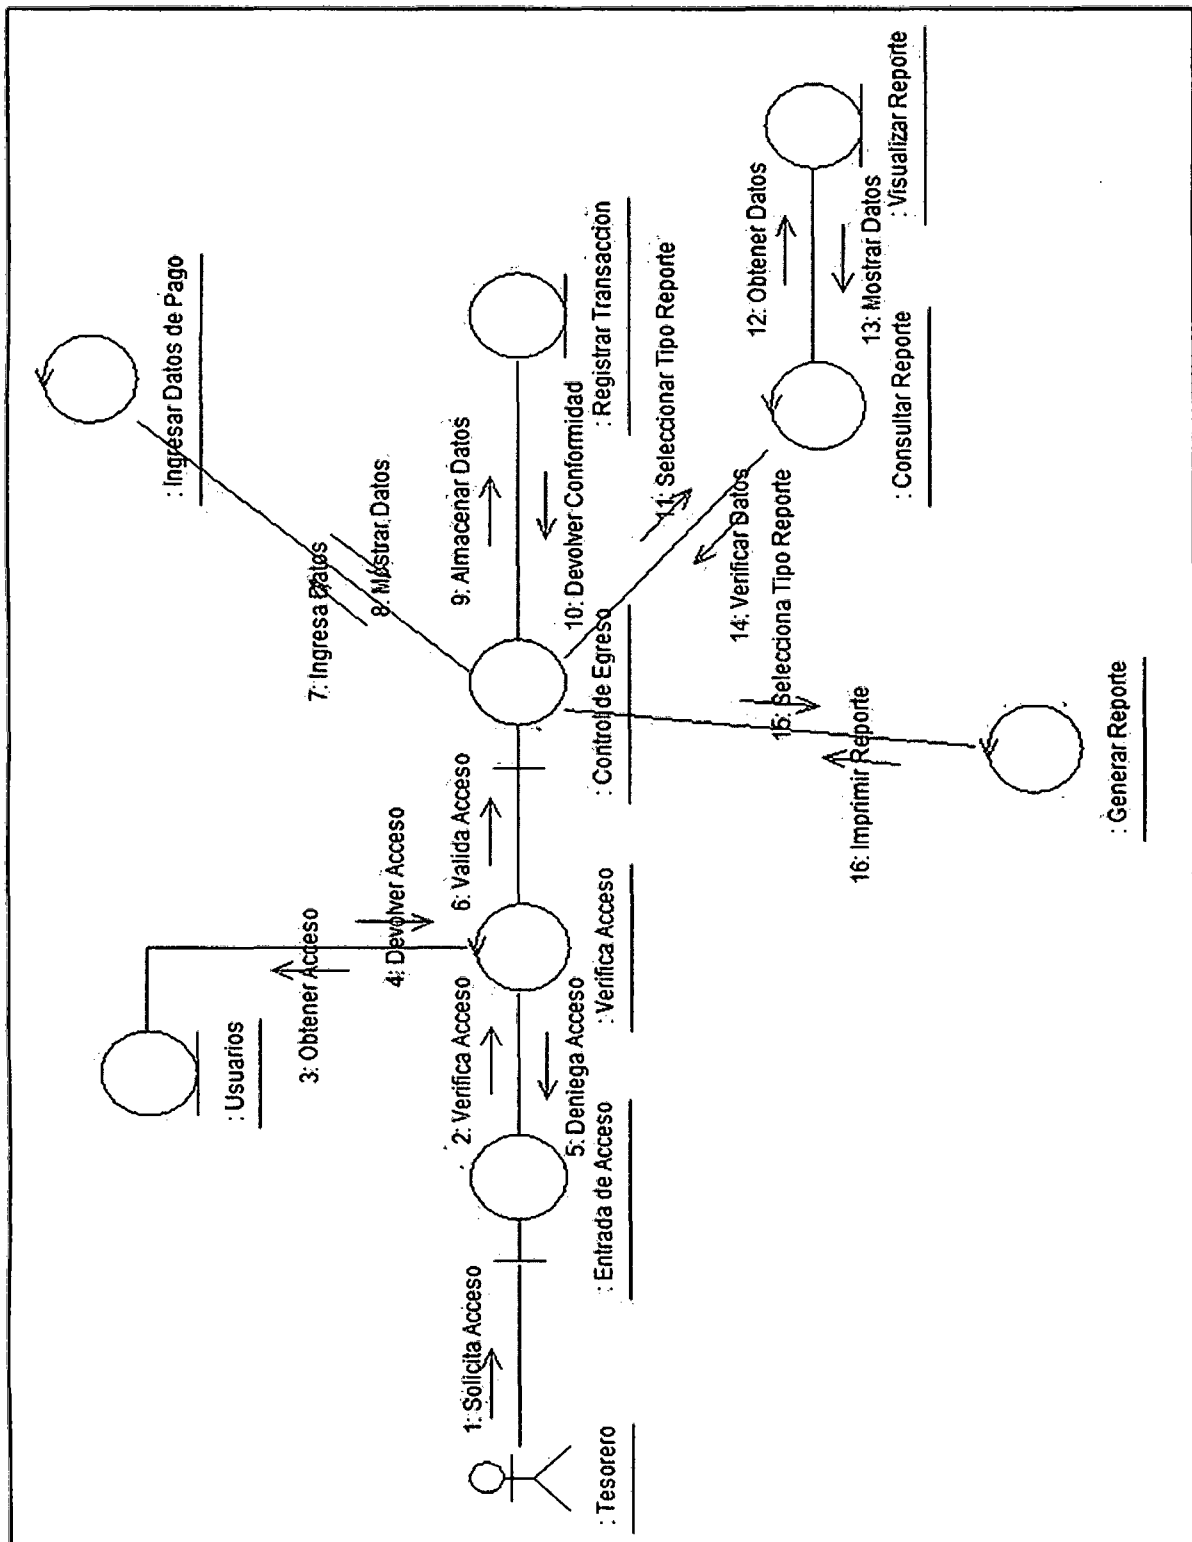 : Tesorero
1: Solicita Acceso
: Entrada de Acceso
2: Verifica Acceso
5: Deniega Acceso
: Usuarios
3: Obtener Acceso
4: Devolver Acceso
: Verifica Acceso
6: Valida Acceso
: Control de Egreso
7: Ingresa Datos
8: Mostrar Datos
: Ingresar Datos de Pago
9: Almacenar Datos
10: Devolver Conformidad
: Registrar Transaccion
11: Seleccionar Tipo Reporte
14: Verificar Datos
: Consultar Reporte
12: Obtener Datos
13: Mostrar Datos
: Visualizar Reporte
15: Selecciona Tipo Reporte
16: Imprimir Reporte
: Generar Reporte